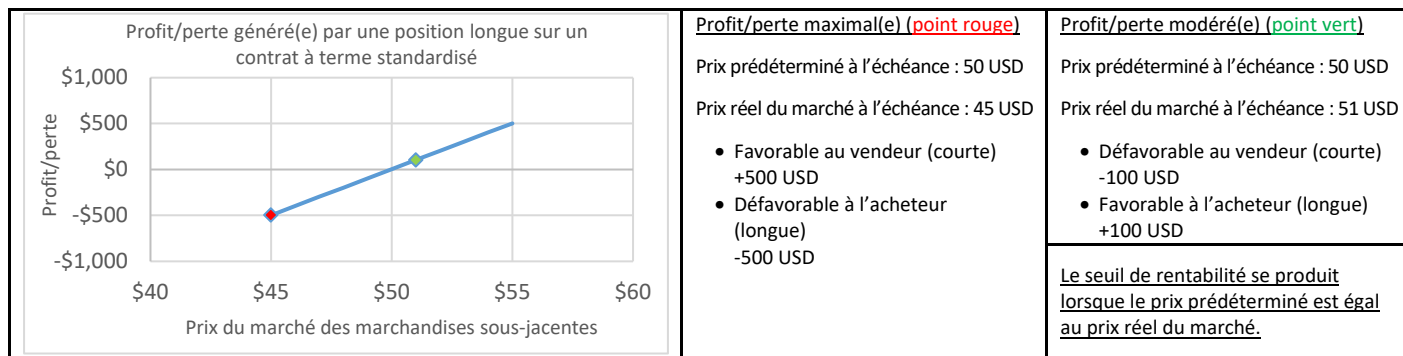 Profit/perte généré(e) par une position longue sur un
contrat à terme standardisé
$1,000
$500
$0
-$500
-$1,000
Profit/perte
$40
$45
$50
$55
$60
Prix du marché des marchandises sous-jacentes
Profit/perte maximal(e) (point rouge)
Prix prédéterminé à l'échéance : 50 USD
Prix réel du marché à l'échéance : 45 USD
• Favorable au vendeur (courte)
+500 USD
• Défavorable à l'acheteur
(longue)
-500 USD
Profit/perte modéré(e) (point vert)
Prix prédéterminé à l'échéance : 50 USD
Prix réel du marché à l'échéance : 51 USD
• Défavorable au vendeur (courte)
-100 USD
• Favorable à l'acheteur (longue)
+100 USD
Le seuil de rentabilité se produit
lorsque le prix prédéterminé est égal
au prix réel du marché.